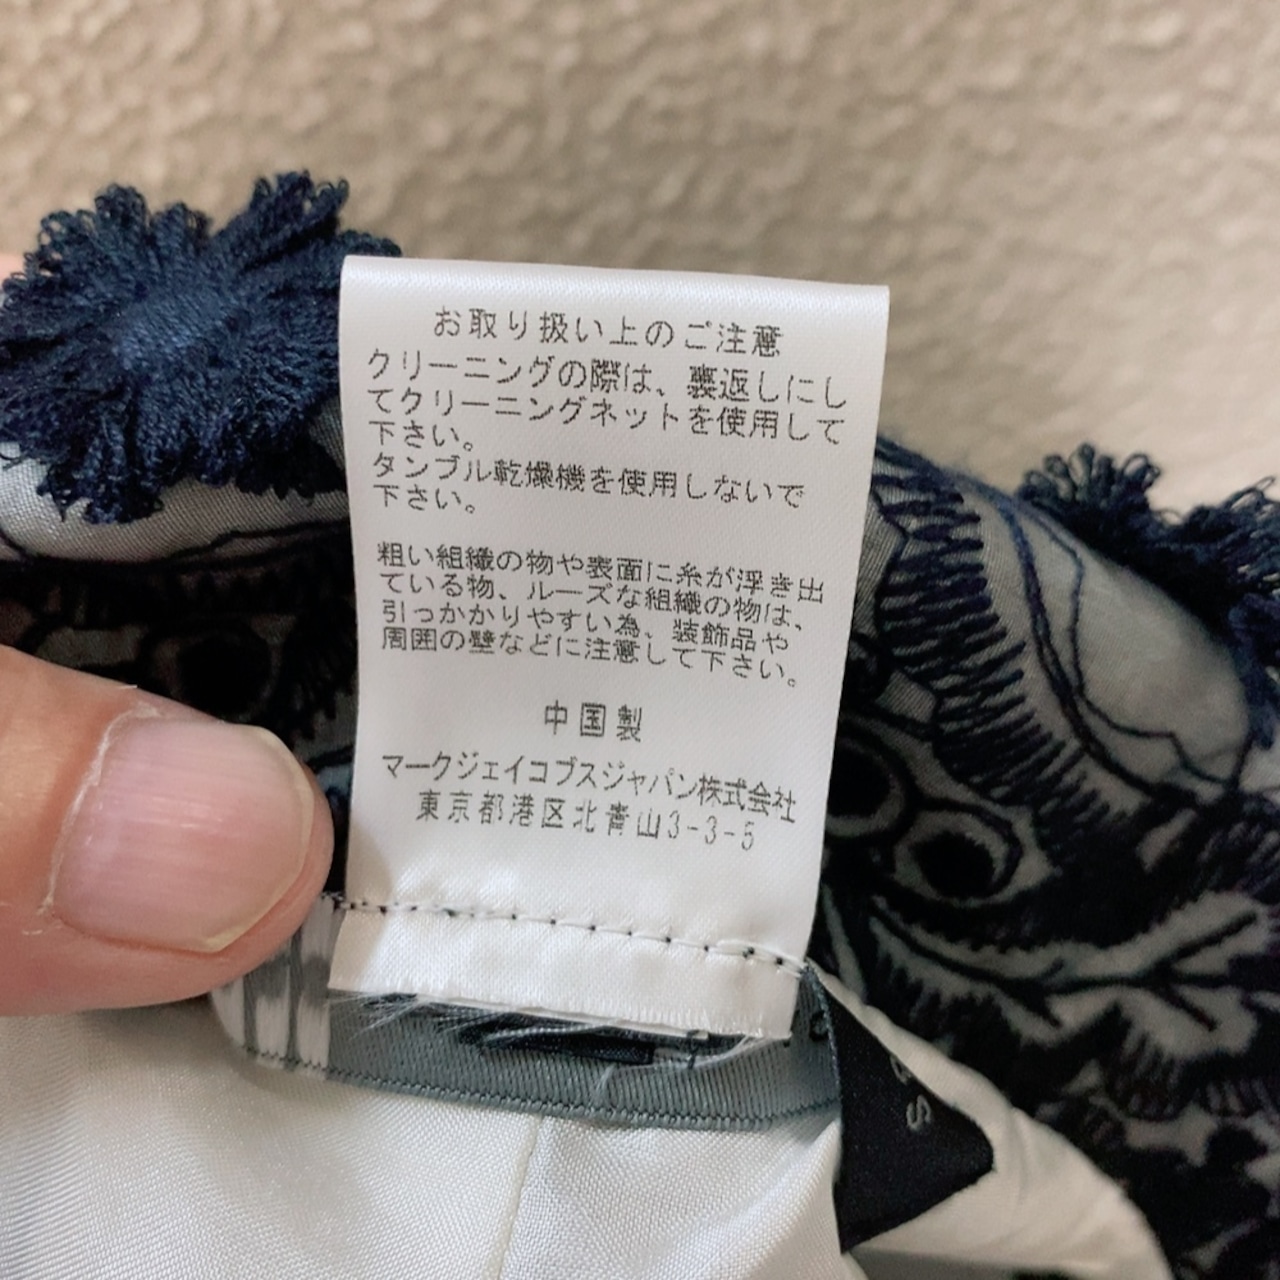 お取り扱い上のご注意
クリーニングの際は、裏返しにし
てクリーニングネットを使用して
下さい。
タンブル乾燥機を使用しないで
下さい。
粗い組織の物や表面に糸が浮き出
ている物、ルーズな組織の物は、
引っかかりやすい為、装飾品や
周囲の壁などに注意して下さい。
中国製
マークジェイコブスジャパン株式会社
東京都港区北青山3-3-5